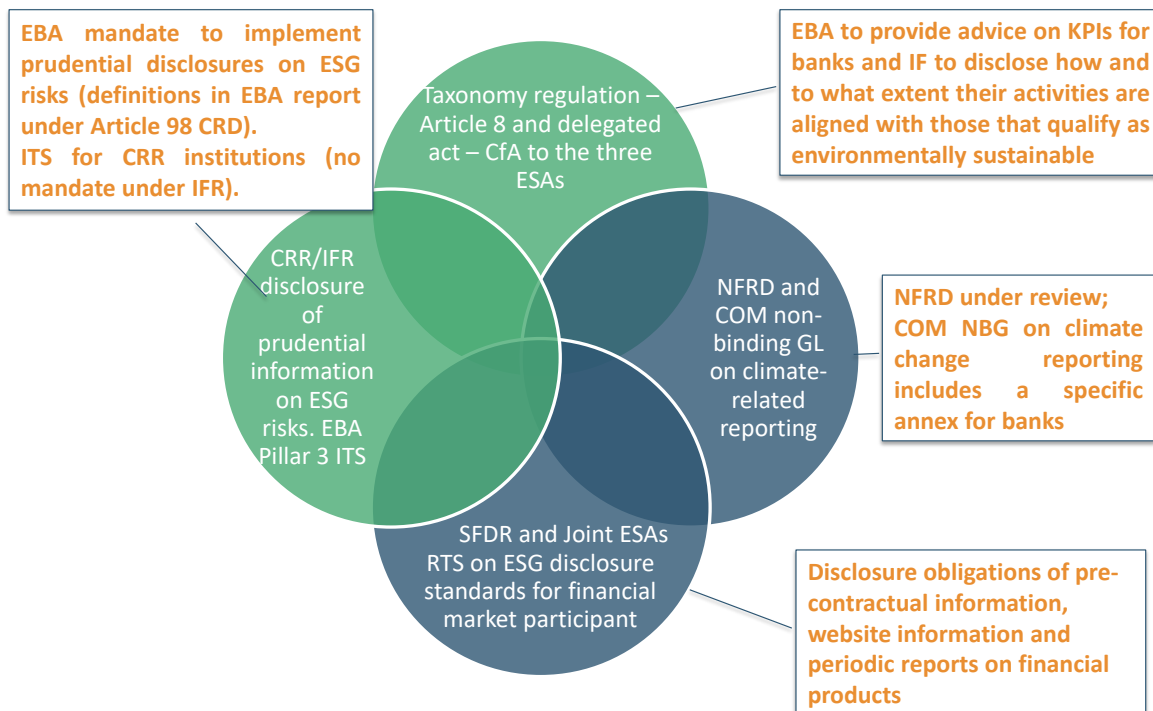 EBA mandate to implement
prudential disclosures on ESG
risks (definitions in EBA report
under Article 98 CRD).
ITS for CRR institutions (no
mandate under IFR).
EBA to provide advice on KPIs for
banks and IF to disclose how and
to what extent their activities are
aligned with those that qualify as
environmentally sustainable
Taxonomy regulation –
Article 8 and delegated
act – CfA to the three
ESAs
CRR/IFR
disclosure
of
prudential
information
on ESG
risks. EBA
Pillar 3 ITS
NFRD and
COM non-
binding GL
on climate-
related
reporting
NFRD under review;
COM NBG on climate
change reporting
includes a specific
annex for banks
SFDR and Joint ESAs
RTS on ESG disclosure
standards for financial
market participant
Disclosure obligations of pre-
contractual information,
website information and
periodic reports on financial
products